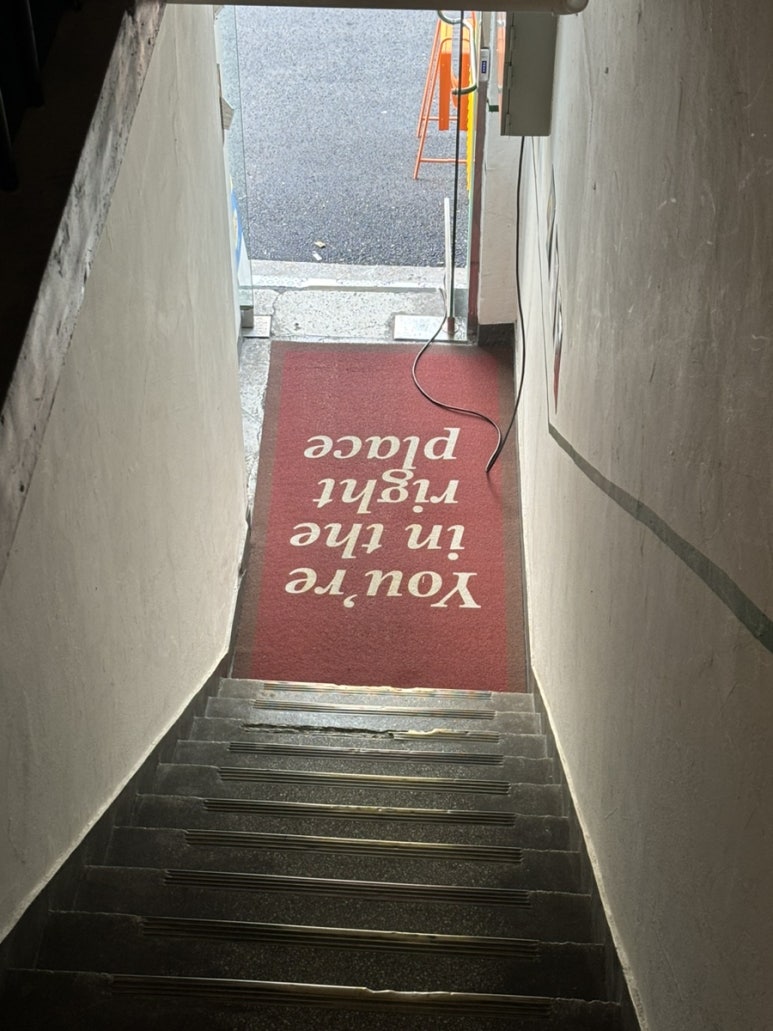 You're
in the
right
place